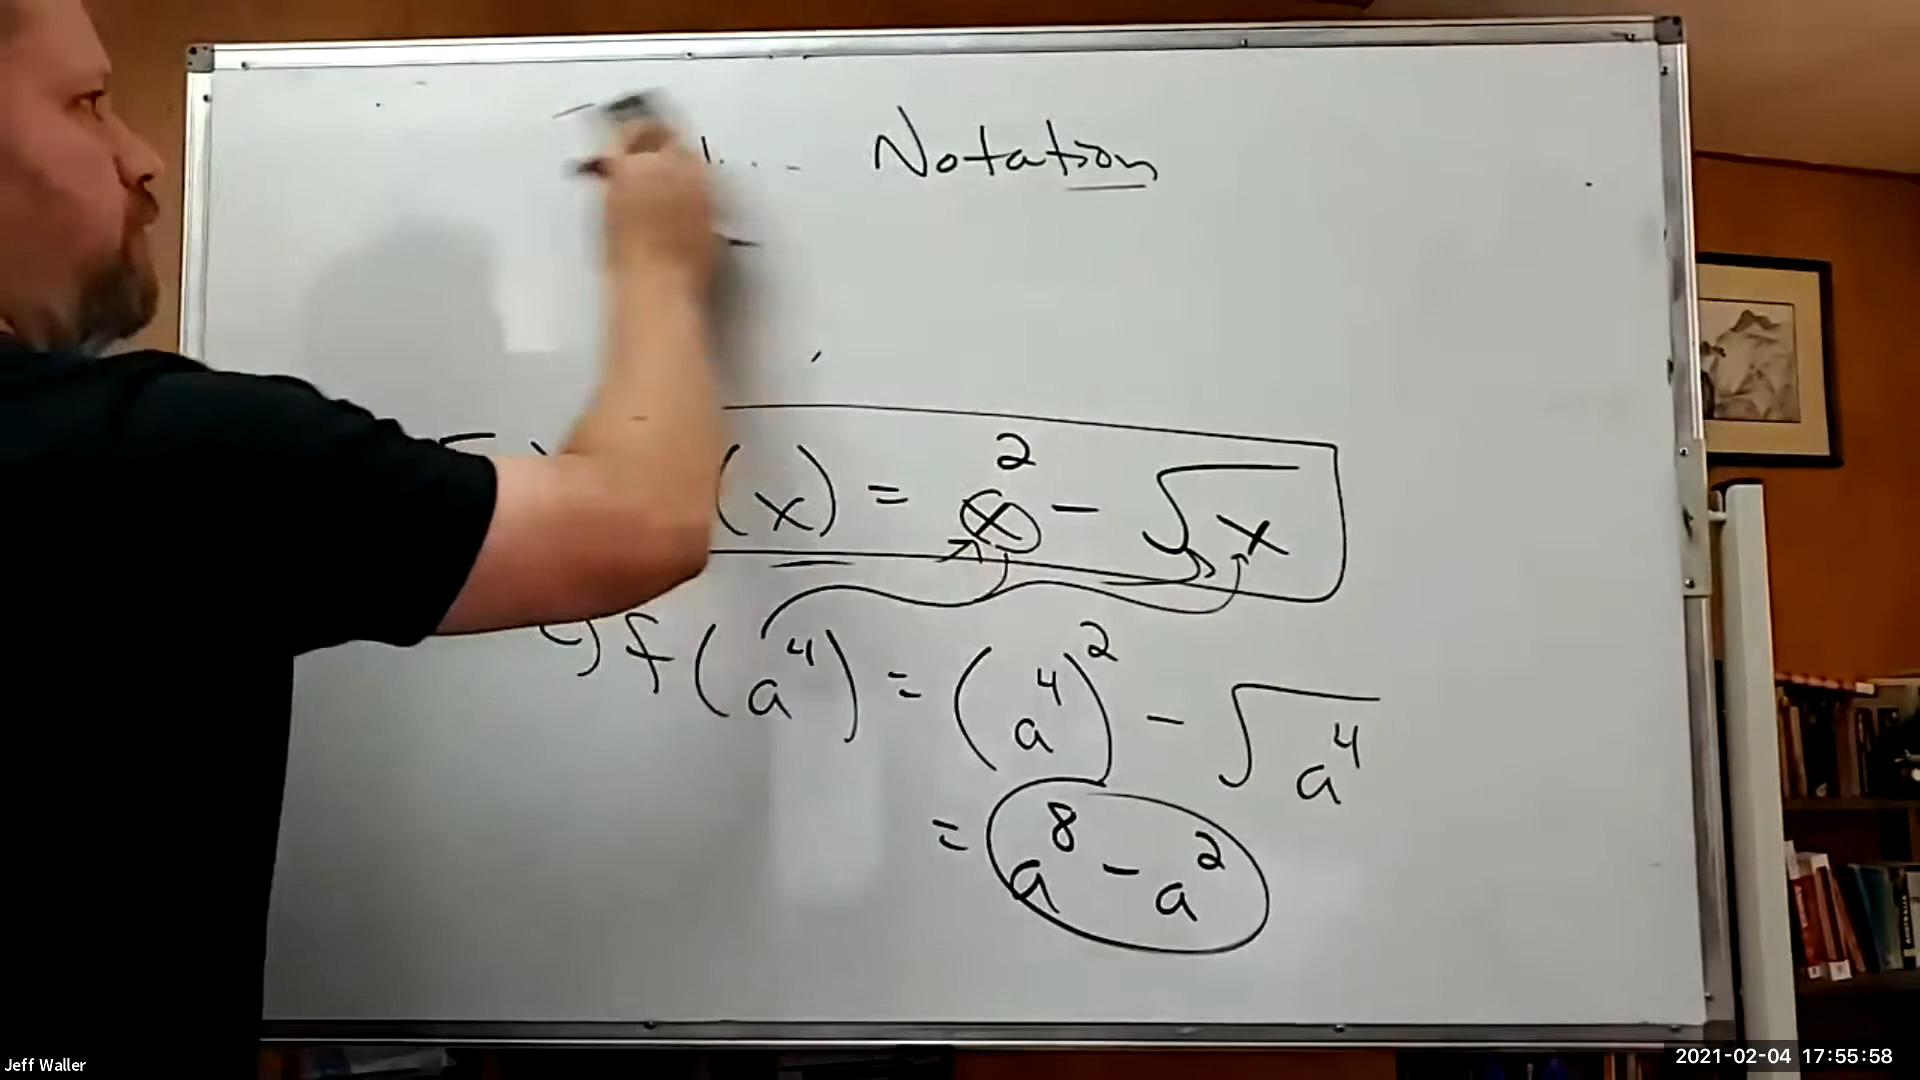 Notation
(x) = x² - √x
f(a⁴) = (a⁴)² - √a⁴
= a⁸ - a²
Jeff Waller
2021-02-04 17:55:58